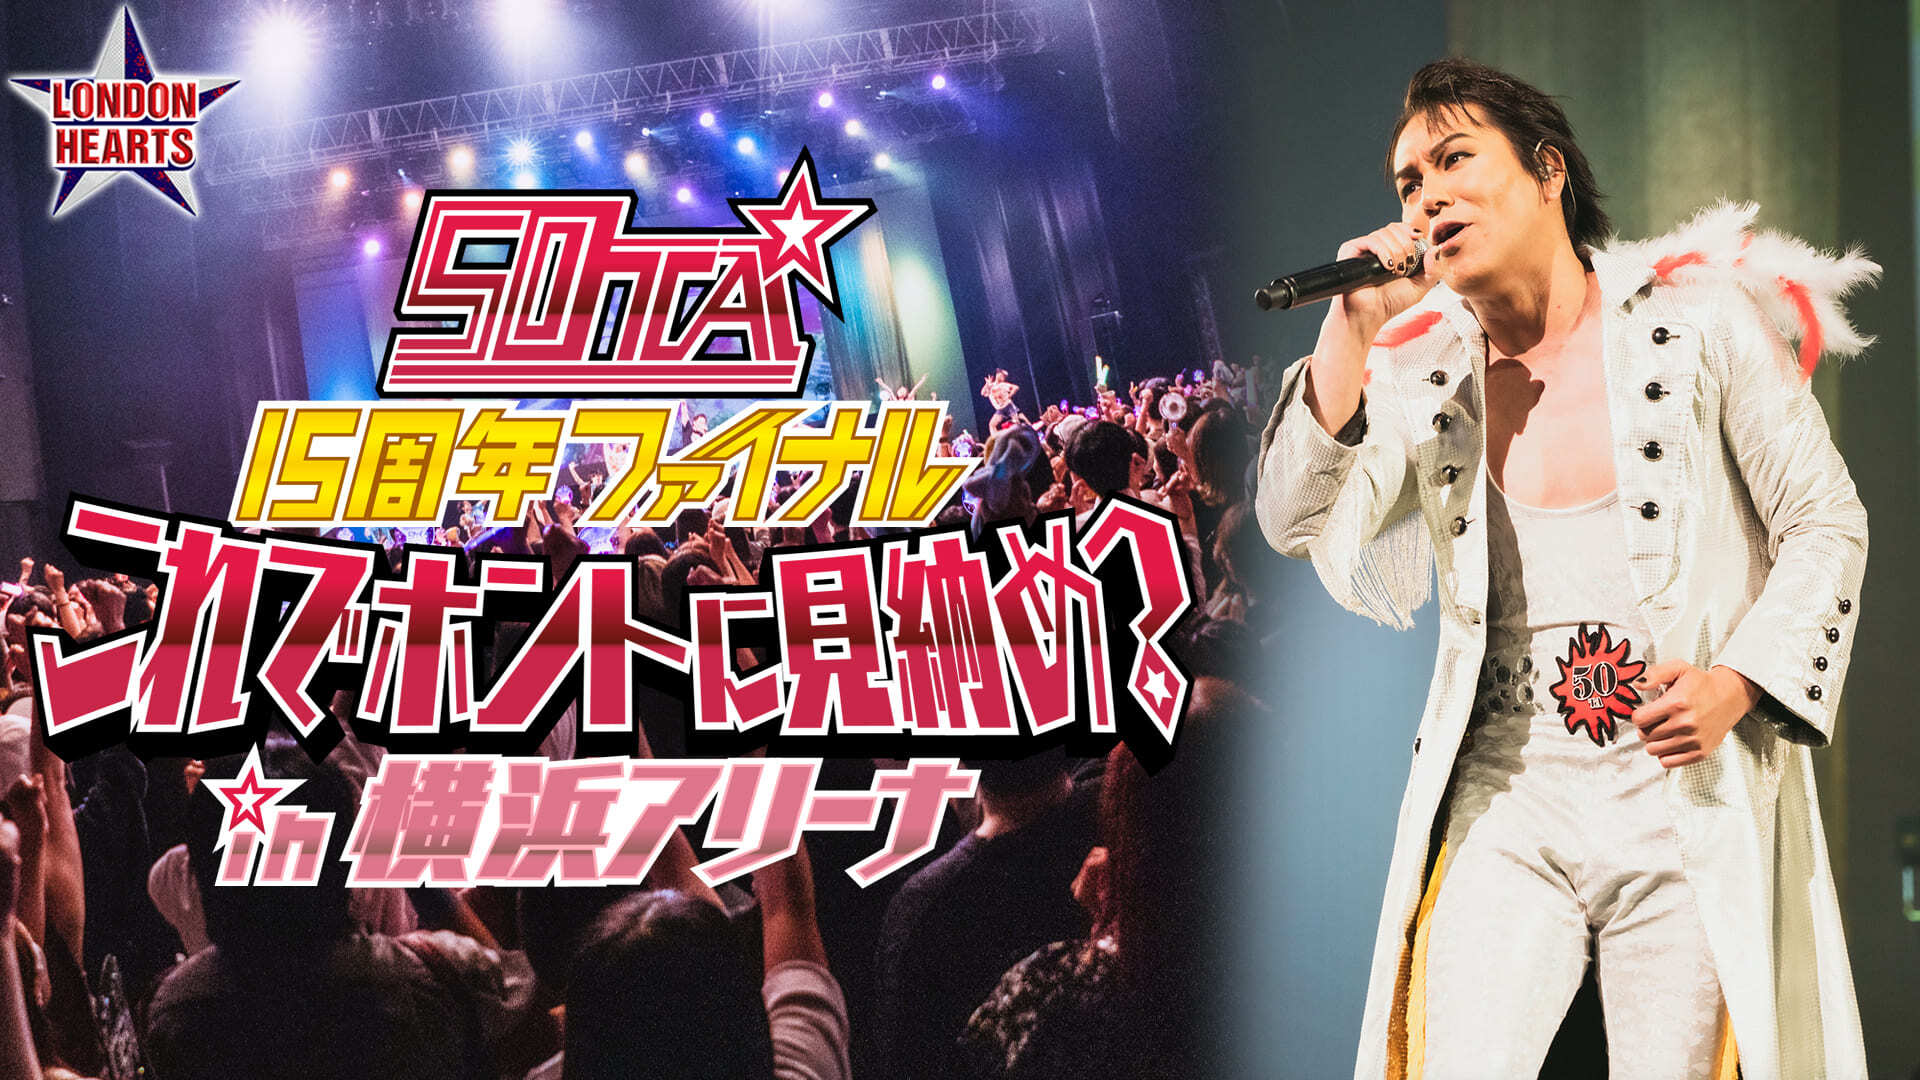 LONDON
HEARTS
50TA
15周年ファイナル
これでホントに見納め?
in 横浜アリーナ
50
TA